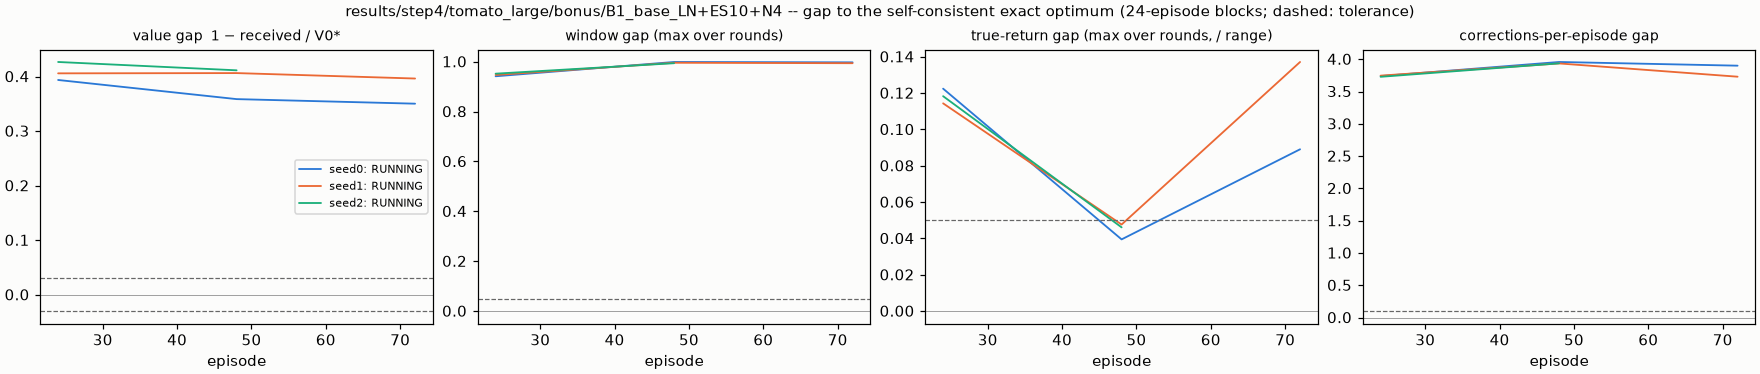 results/step4/tomato_large/bonus/B1_base_LN+ES10+N4 -- gap to the self-consistent exact optimum (24-episode blocks; dashed: tolerance)
value gap  1 − received / V0*
0.4
0.3
0.2
0.1
0.0
seed0: RUNNING
seed1: RUNNING
seed2: RUNNING
30 40 50 60 70
episode
window gap (max over rounds)
1.0
0.8
0.6
0.4
0.2
0.0
30 40 50 60 70
episode
true-return gap (max over rounds, / range)
0.14
0.12
0.10
0.08
0.06
0.04
0.02
0.00
30 40 50 60 70
episode
corrections-per-episode gap
4.0
3.5
3.0
2.5
2.0
1.5
1.0
0.5
0.0
30 40 50 60 70
episode